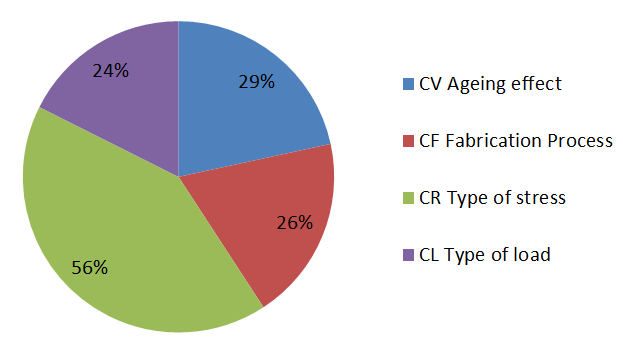 24%
29%
26%
56%
CV Ageing effect
CF Fabrication Process
CR Type of stress
CL Type of load